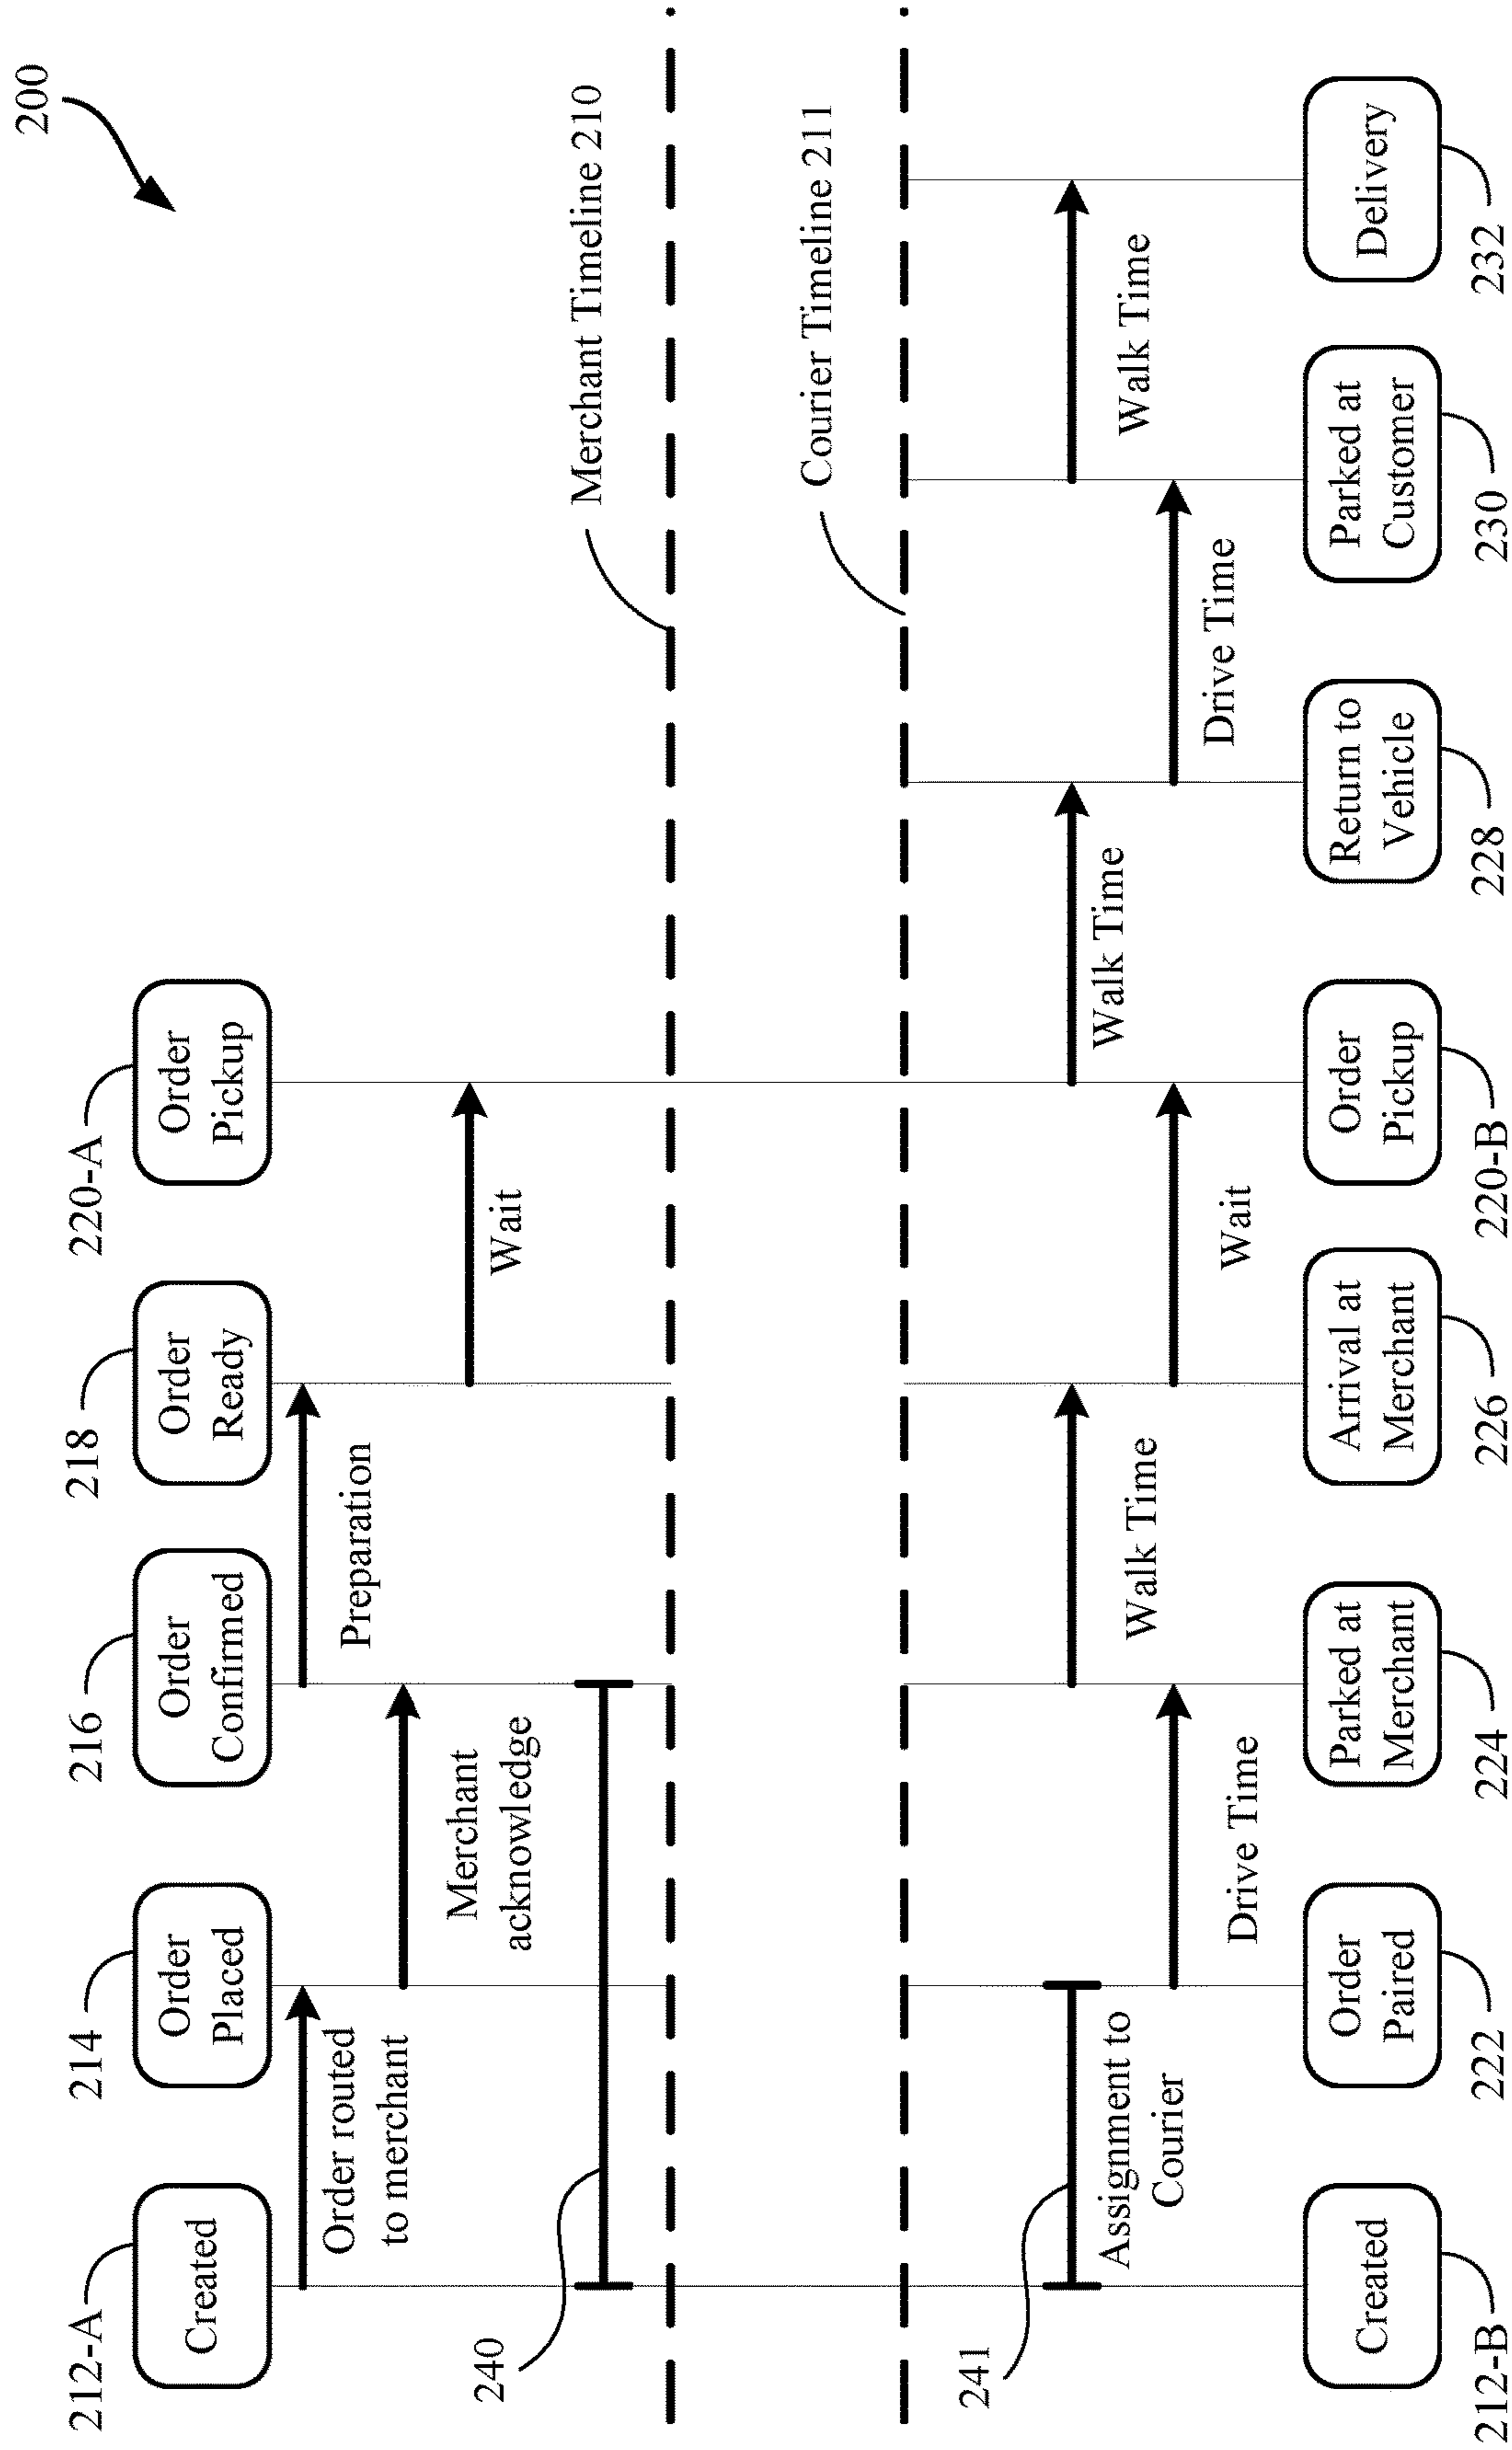 200
212-A
214
216
218
220-A
Created
Order
Placed
Order
Confirmed
Order
Ready
Order
Pickup
Order routed
to merchant
Merchant
acknowledge
Preparation
Wait
240
Merchant Timeline 210
Courier Timeline 211
241
Assignment to
Courier
Drive Time
Walk Time
Wait
Walk Time
Drive Time
Walk Time
Created
Order
Paired
Parked at
Merchant
Arrival at
Merchant
Order
Pickup
Return to
Vehicle
Parked at
Customer
Delivery
212-B
222
224
226
220-B
228
230
232